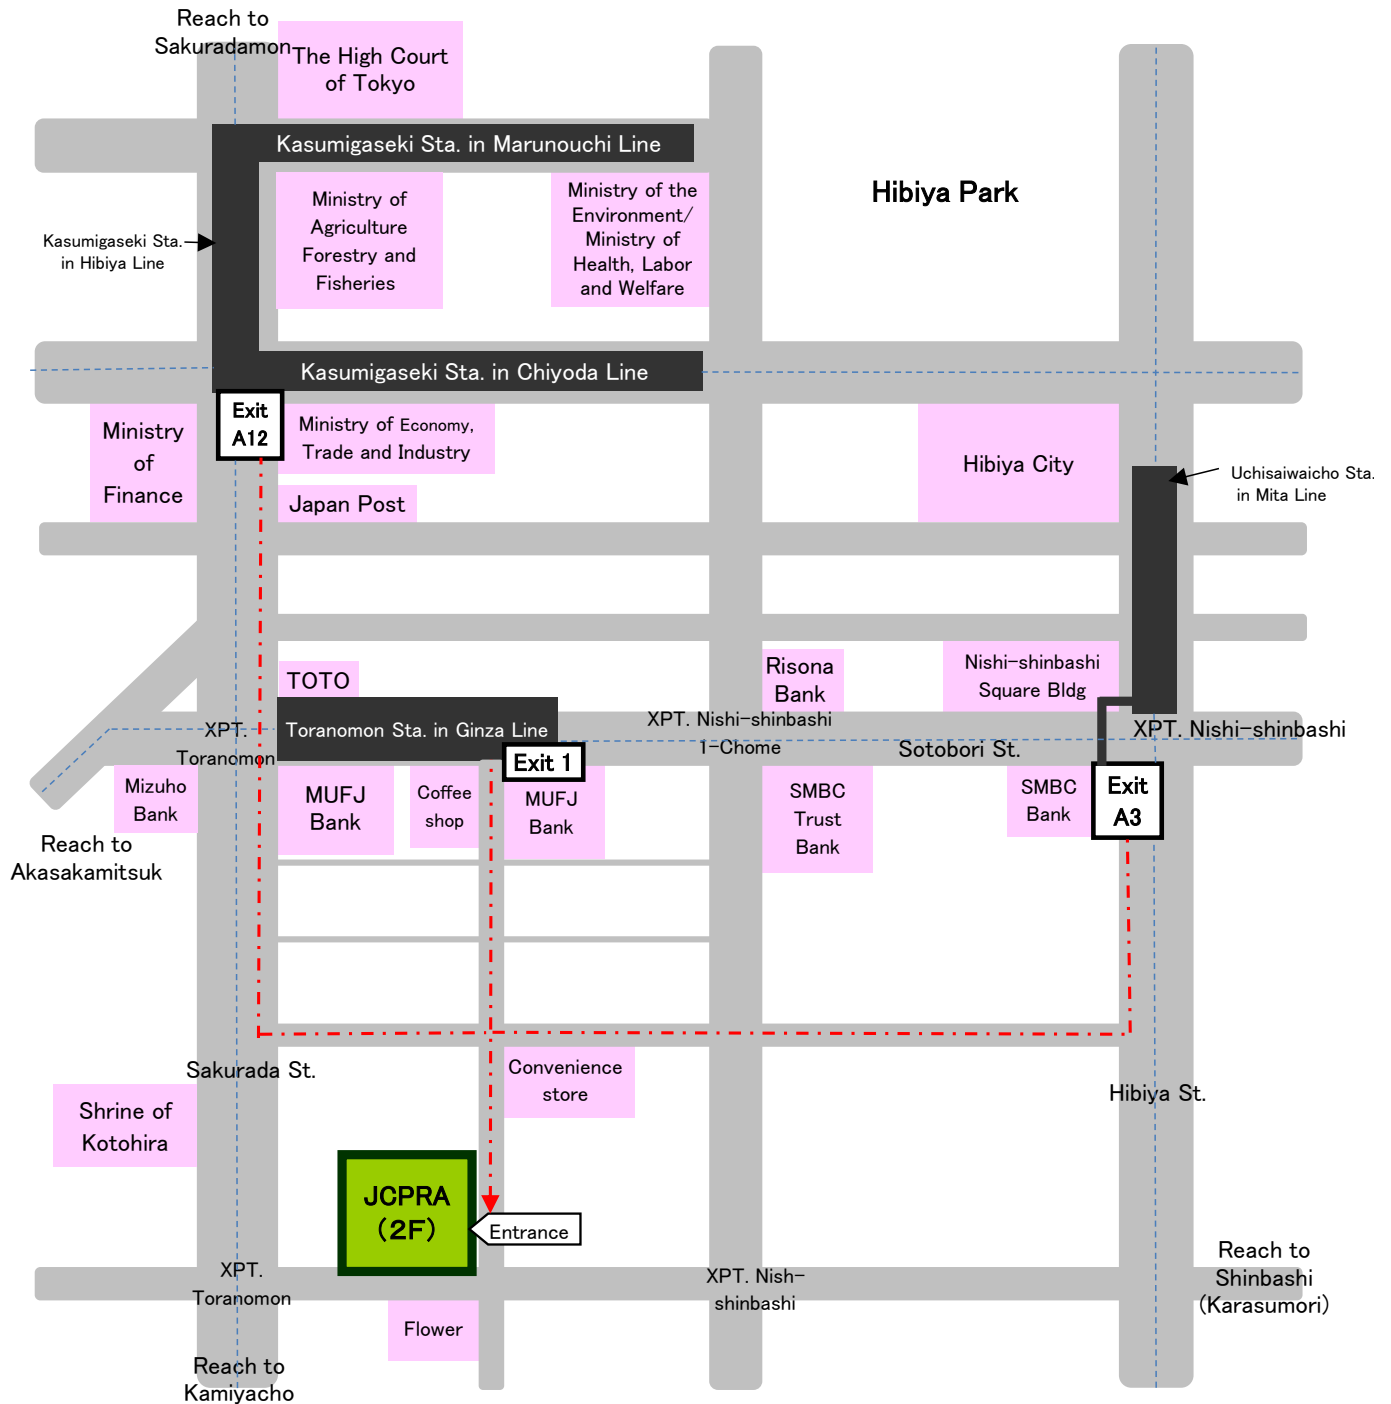 Reach to
Sakuradamon
The High Court
of Tokyo
Kasumigaseki Sta. in Marunouchi Line
Ministry of
Agriculture
Forestry and
Fisheries
Ministry of the
Environment/
Ministry of
Health, Labor
and Welfare
Hibiya Park
Kasumigaseki Sta.
in Hibiya Line
Kasumigaseki Sta. in Chiyoda Line
Exit
A12
Ministry
of
Finance
Ministry of Economy,
Trade and Industry
Japan Post
Hibiya City
Uchisaiwaicho Sta.
in Mita Line
TOTO
Risona
Bank
Nishi-shinbashi
Square Bldg
XPT.
Toranomon
Toranomon Sta. in Ginza Line
XPT. Nishi-shinbashi
1-Chome
Sotobori St.
XPT. Nishi-shinbashi
Exit 1
Mizuho
Bank
MUFJ
Bank
Coffee
shop
MUFJ
Bank
SMBC
Trust
Bank
SMBC
Bank
Exit
A3
Reach to
Akasakamitsuk
Sakurada St.
Convenience
store
Hibiya St.
Shrine of
Kotohira
JCPRA
(2F)
Entrance
XPT.
Toranomon
XPT. Nish-
shinbashi
Reach to
Shinbashi
(Karasumori)
Flower
Reach to
Kamiyacho